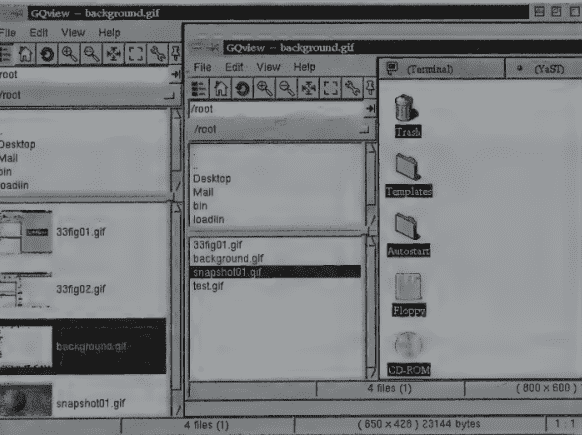 GQview - background.gif
File Edit View Help
/root
/root
..
Desktop
Mail
bin
loadlin
33fig01.gif
33fig02.gif
background.gif
snapshot01.gif
4 files (1)
(650 x 428) 23144 bytes
1 : 1
GQview - background.gif
File Edit View Help
/root
/root
..
Desktop
Mail
bin
loadlin
33fig01.gif
background.gif
snapshot01.gif
test.gif
4 files (1)
(800 x 600)
(Terminal)
(YaST)
Trash
Templates
Autostart
Floppy
CD-ROM